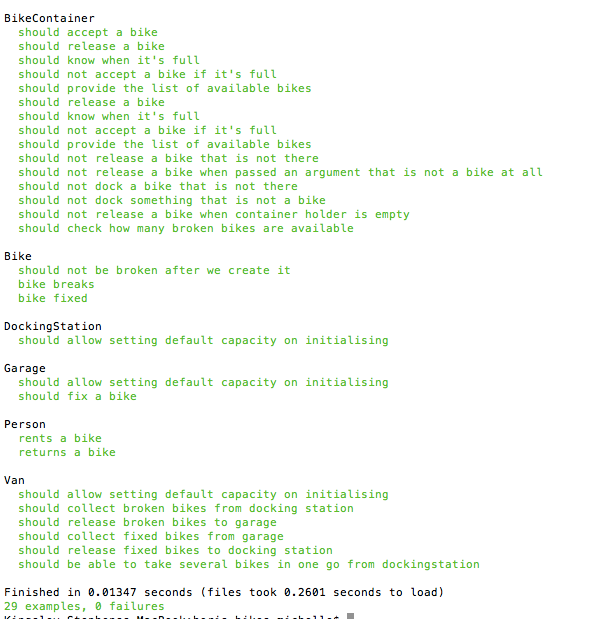 BikeContainer
should accept a bike
should release a bike
should know when it's full
should not accept a bike if it's full
should provide the list of available bikes
should release a bike
should know when it's full
should not accept a bike if it's full
should provide the list of available bikes
should not release a bike that is not there
should not release a bike when passed an argument that is not a bike at all
should not dock a bike that is not there
should not dock something that is not a bike
should not release a bike when container holder is empty
should check how many broken bikes are available
Bike
should not be broken after we create it
bike breaks
bike fixed
DockingStation
should allow setting default capacity on initialising
Garage
should allow setting default capacity on initialising
should fix a bike
Person
rents a bike
returns a bike
Van
should allow setting default capacity on initialising
should collect broken bikes from docking station
should release broken bikes to garage
should collect fixed bikes from garage
should release fixed bikes to docking station
should be able to take several bikes in one go from dockingstation
Finished in 0.01347 seconds (files took 0.2601 seconds to load)
29 examples, 0 failures